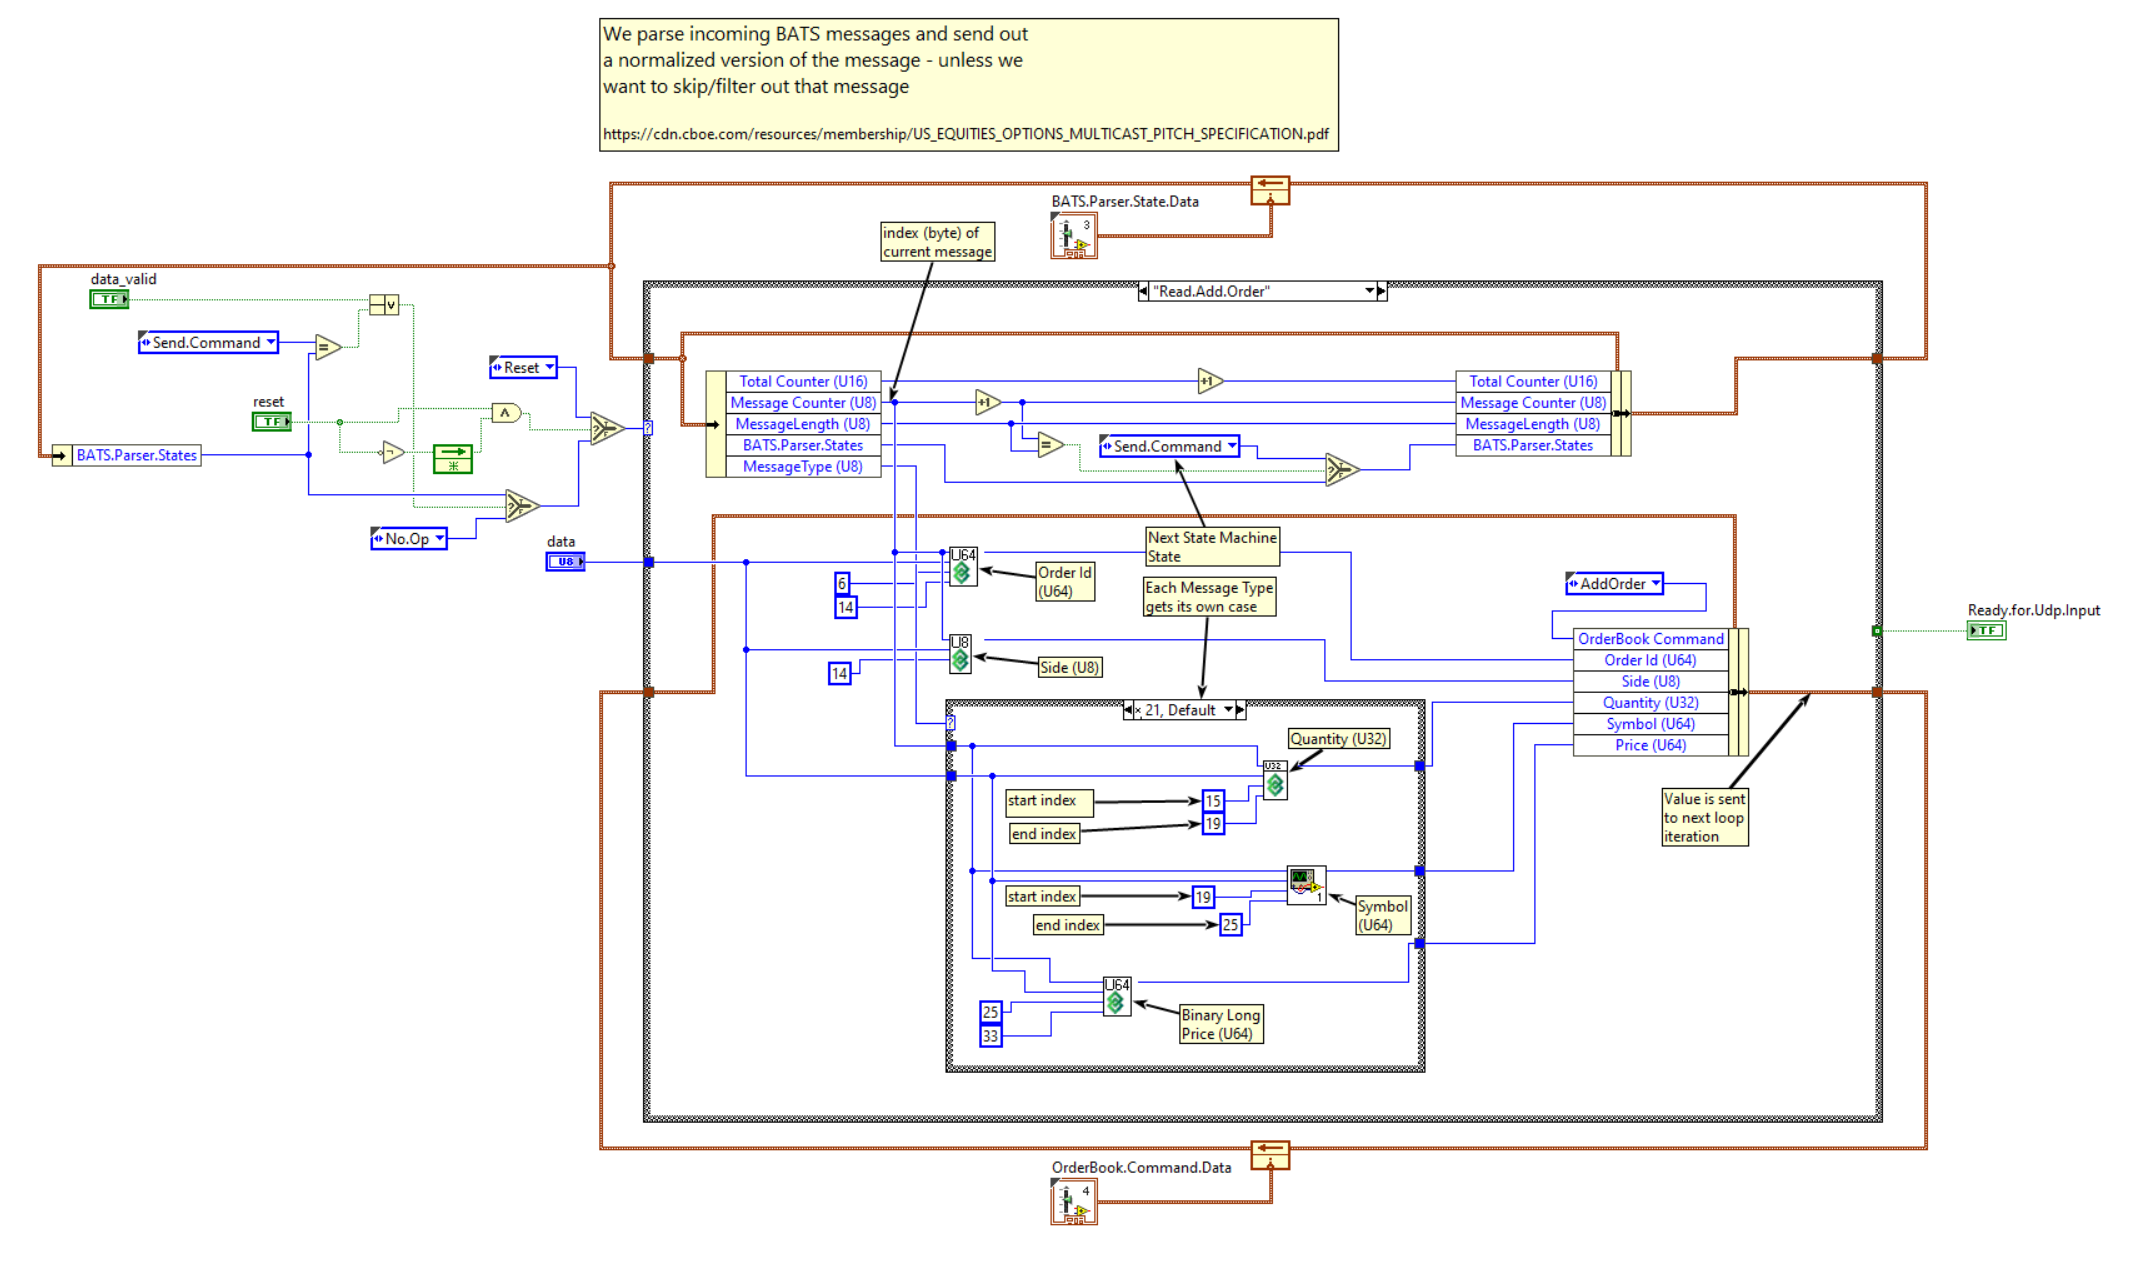 We parse incoming BATS messages and send out
a normalized version of the message - unless we
want to skip/filter out that message
https://cdn.cboe.com/resources/membership/US_EQUITIES_OPTIONS_MULTICAST_PITCH_SPECIFICATION.pdf
BATS.Parser.State.Data
3
index (byte) of
current message
data_valid
TF
"Read.Add.Order"
Send.Command
=
V
Reset
reset
TF
Λ
BATS.Parser.States
No.Op
data
U8
Total Counter (U16)
Message Counter (U8)
MessageLength (U8)
BATS.Parser.States
MessageType (U8)
+1
+1
=
Send.Command
Total Counter (U16)
Message Counter (U8)
MessageLength (U8)
BATS.Parser.States
Next State Machine
State
U64
6
14
Order Id
(U64)
Each Message Type
gets its own case
U8
14
Side (U8)
AddOrder
OrderBook Command
Order Id (U64)
Side (U8)
Quantity (U32)
Symbol (U64)
Price (U64)
Ready.for.Udp.Input
TF
21, Default
Quantity (U32)
U32
start index
15
end index
19
start index
19
end index
25
1
Symbol
(U64)
U64
25
33
Binary Long
Price (U64)
Value is sent
to next loop
iteration
OrderBook.Command.Data
4